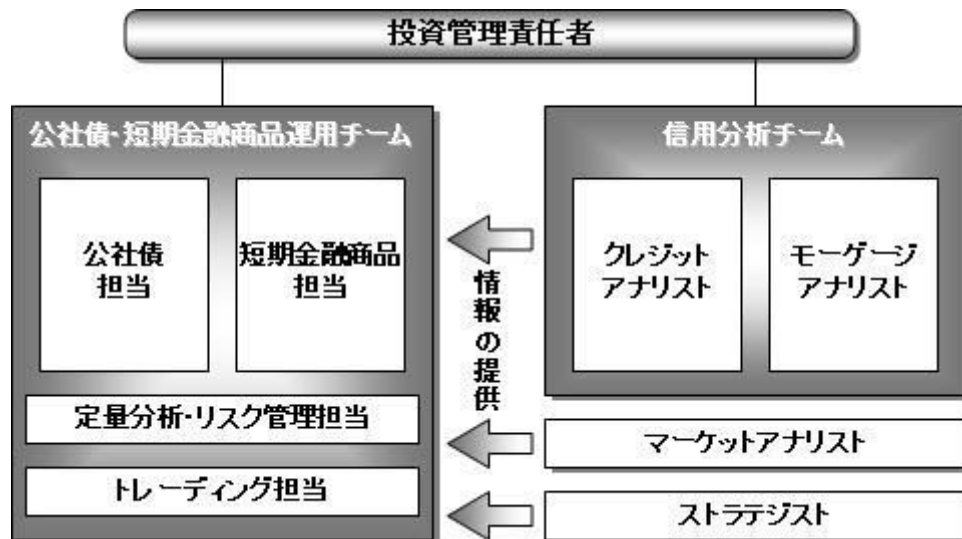 投資管理責任者
公社債・短期金融商品運用チーム
公社債
担当
短期金融商品
担当
定量分析・リスク管理担当
トレーディング担当
情報の提供
信用分析チーム
クレジット
アナリスト
モーゲージ
アナリスト
マーケットアナリスト
ストラテジスト